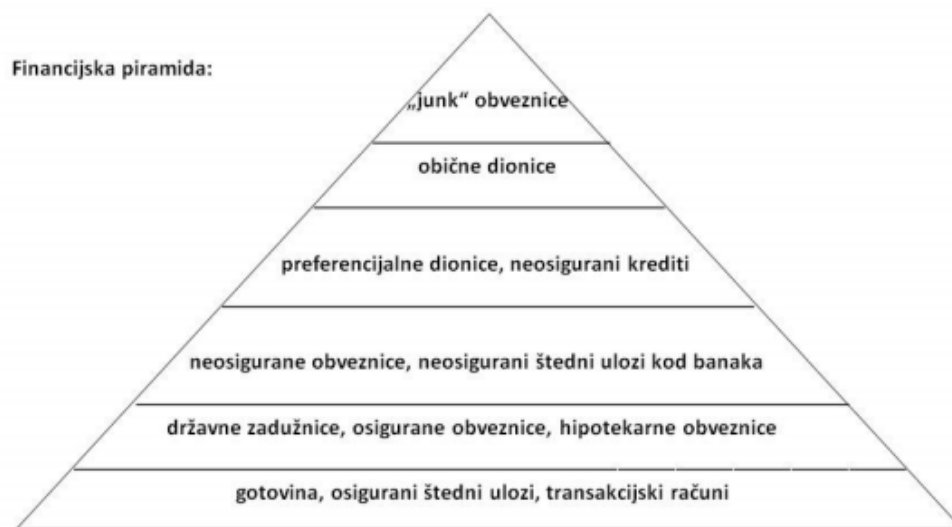 Financijska piramida:
„junk“ obveznice
obične dionice
preferencijalne dionice, neosigurani krediti
neosigurane obveznice, neosigurani štedni ulozi kod banaka
državne zadužnice, osigurane obveznice, hipotekarne obveznice
gotovina, osigurani štedni ulozi, transakcijski računi